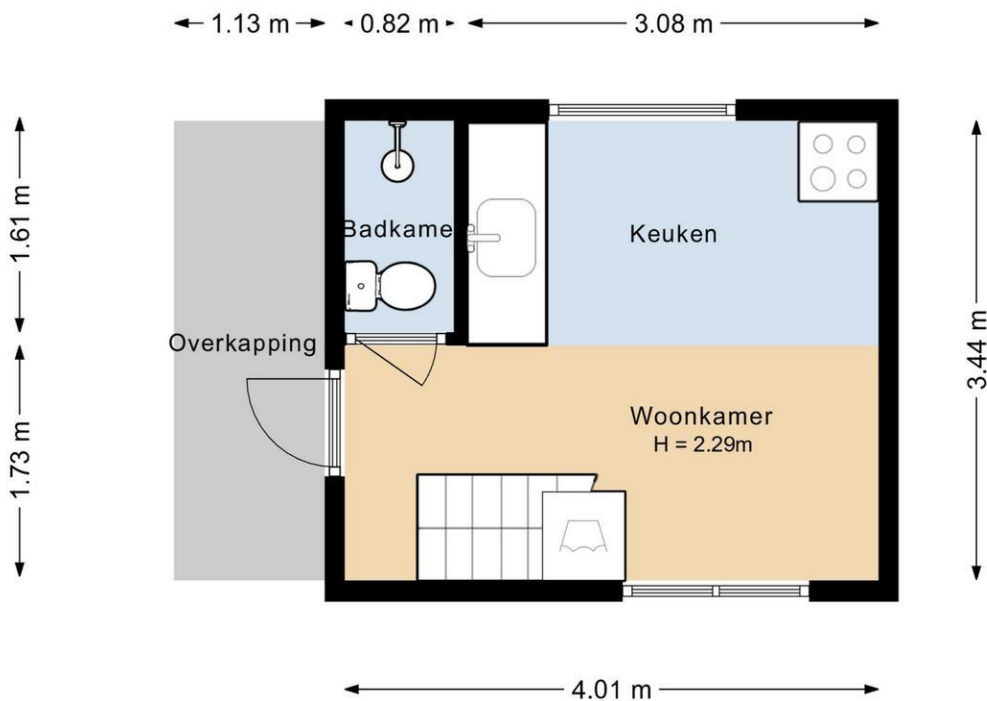 1.13 m
0.82 m
3.08 m
1.61 m
Badkame
Keuken
Overkapping
3.44 m
Woonkamer
H = 2.29m
1.73 m
4.01 m